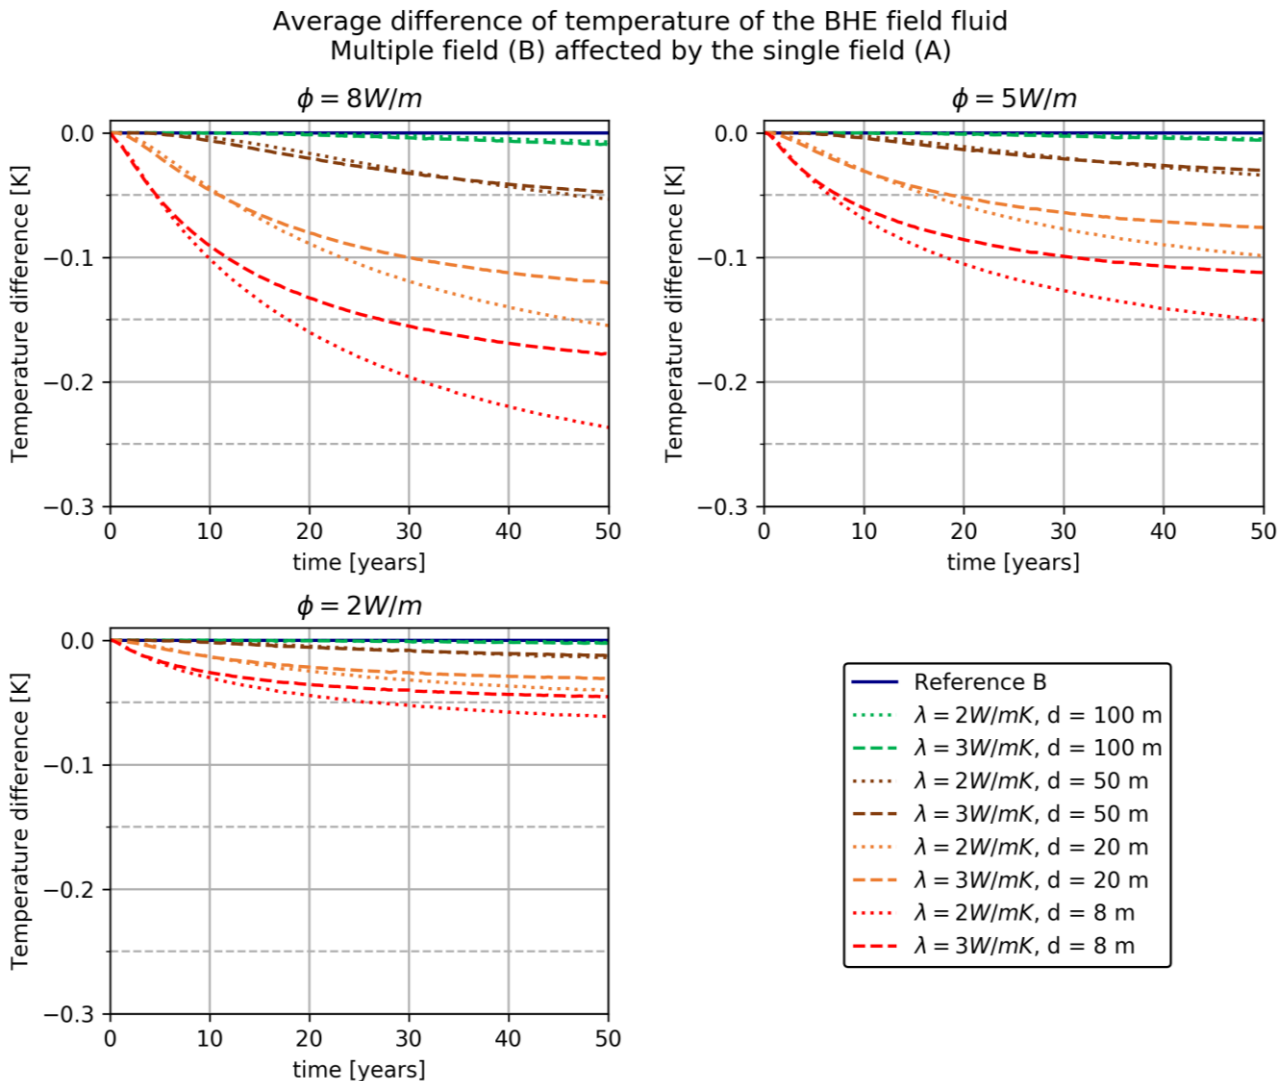 Average difference of temperature of the BHE field fluid
Multiple field (B) affected by the single field (A)
ϕ = 8W/m
0.0
−0.1
−0.2
−0.3
Temperature difference [K]
0 10 20 30 40 50
time [years]
ϕ = 5W/m
0.0
−0.1
−0.2
−0.3
Temperature difference [K]
0 10 20 30 40 50
time [years]
ϕ = 2W/m
0.0
−0.1
−0.2
−0.3
Temperature difference [K]
0 10 20 30 40 50
time [years]
Reference B
λ = 2W/mK, d = 100 m
λ = 3W/mK, d = 100 m
λ = 2W/mK, d = 50 m
λ = 3W/mK, d = 50 m
λ = 2W/mK, d = 20 m
λ = 3W/mK, d = 20 m
λ = 2W/mK, d = 8 m
λ = 3W/mK, d = 8 m